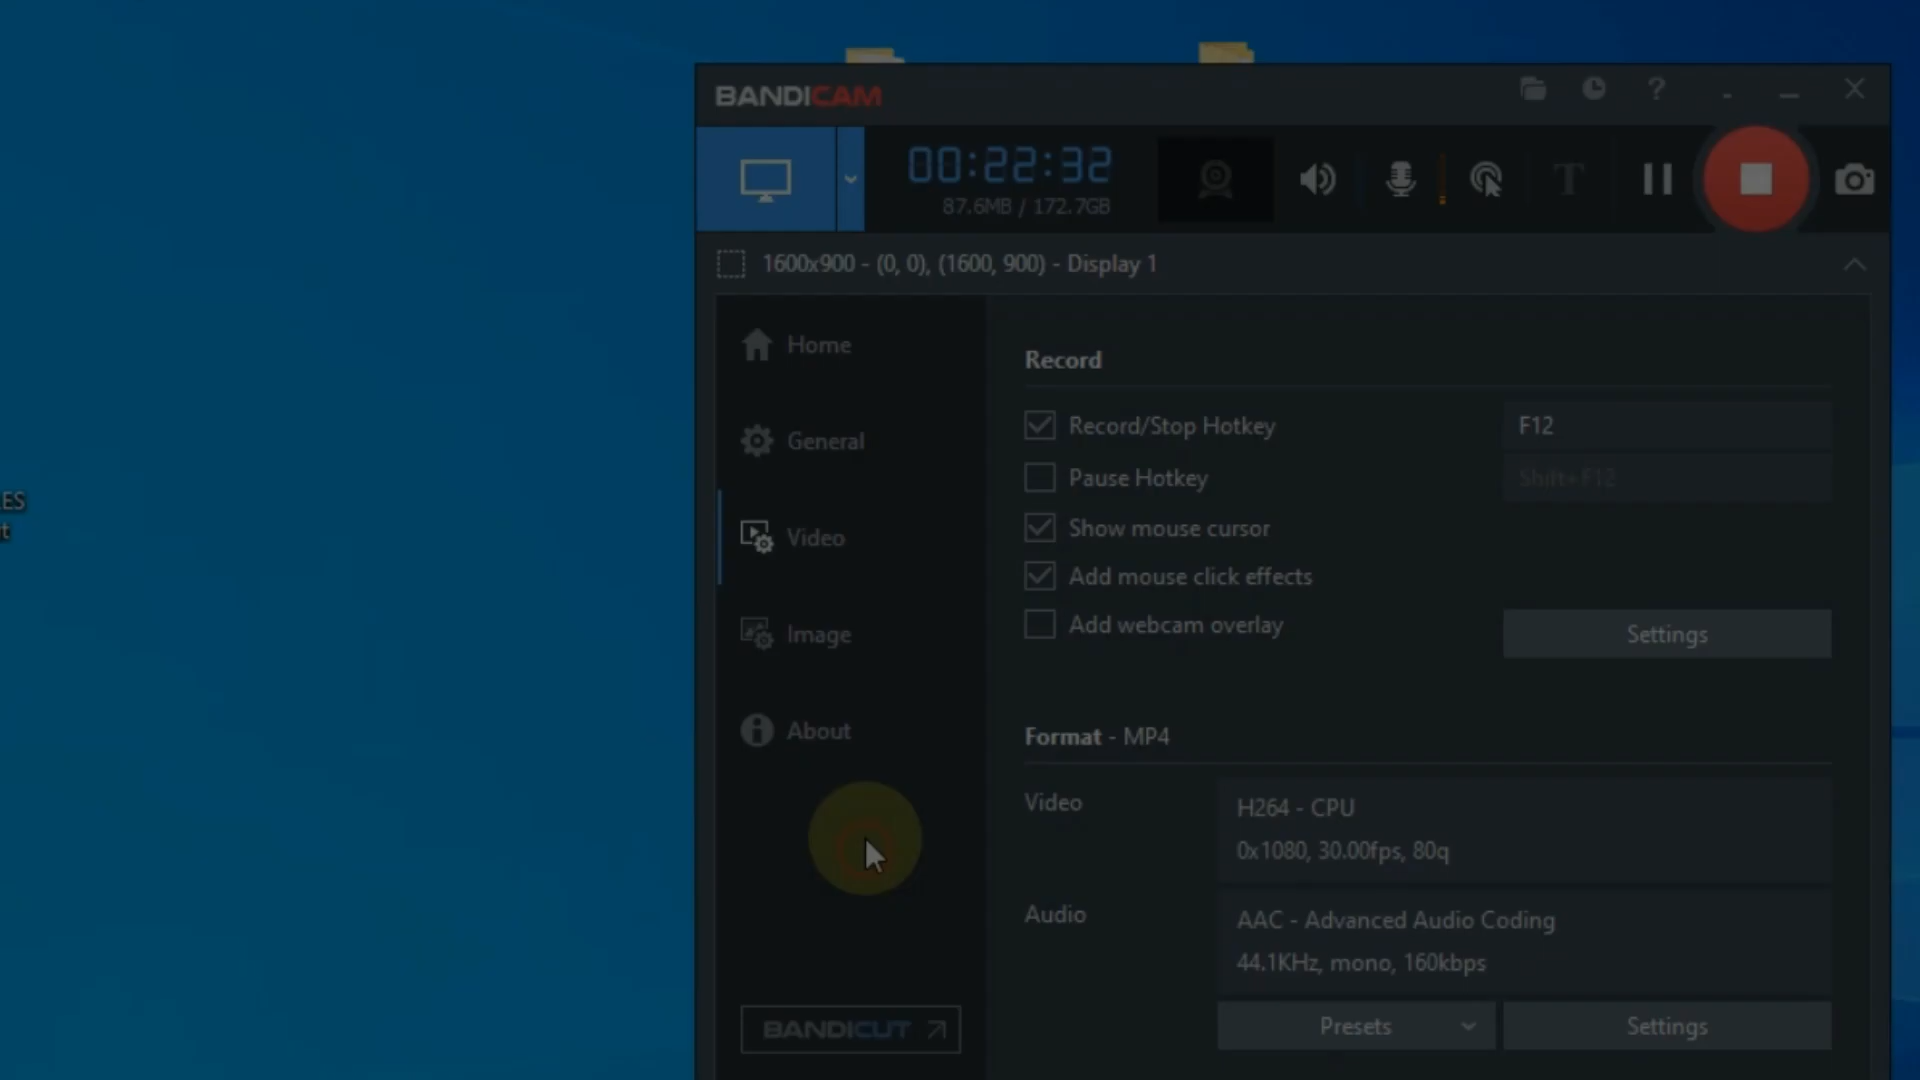 BANDICAM
?
00:22:32
87.6MB / 172.7GB
T
1600x900 - (0, 0), (1600, 900) - Display 1
Home
General
Video
Image
About
BANDICUT
Record
Record/Stop Hotkey
F12
Pause Hotkey
Shift+F12
Show mouse cursor
Add mouse click effects
Add webcam overlay
Settings
Format - MP4
Video
H264 - CPU
0x1080, 30.00fps, 80q
Audio
AAC - Advanced Audio Coding
44.1KHz, mono, 160kbps
Presets
Settings